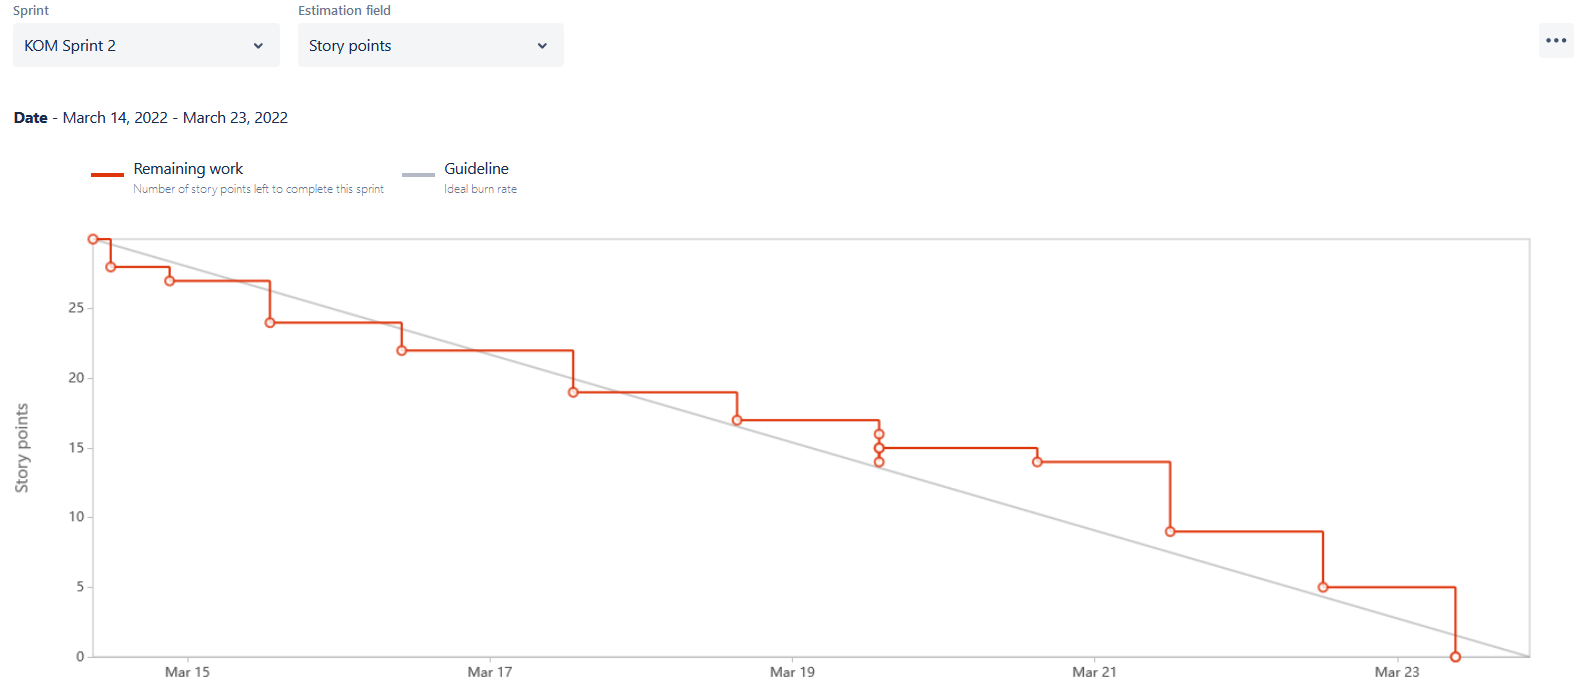 Sprint
Estimation field
KOM Sprint 2
Story points
Date - March 14, 2022 - March 23, 2022
Remaining work
Number of story points left to complete this sprint
Guideline
Ideal burn rate
Story points
25
20
15
10
5
0
Mar 15
Mar 17
Mar 19
Mar 21
Mar 23